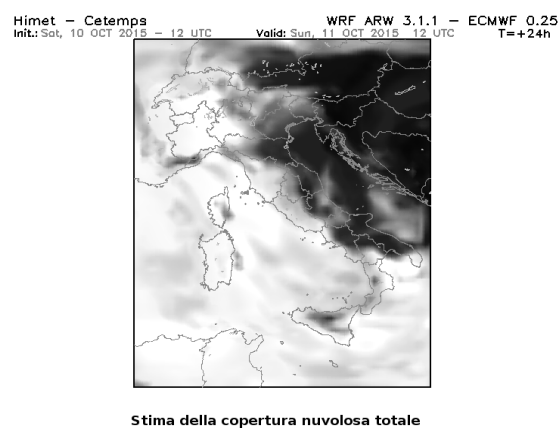 Himet – Cetemps WRF ARW 3.1.1 – ECMWF 0.25
Init.: Sat, 10 OCT 2015 – 12 UTC Valid: Sun, 11 OCT 2015 12 UTC T=+24h
Stima della copertura nuvolosa totale